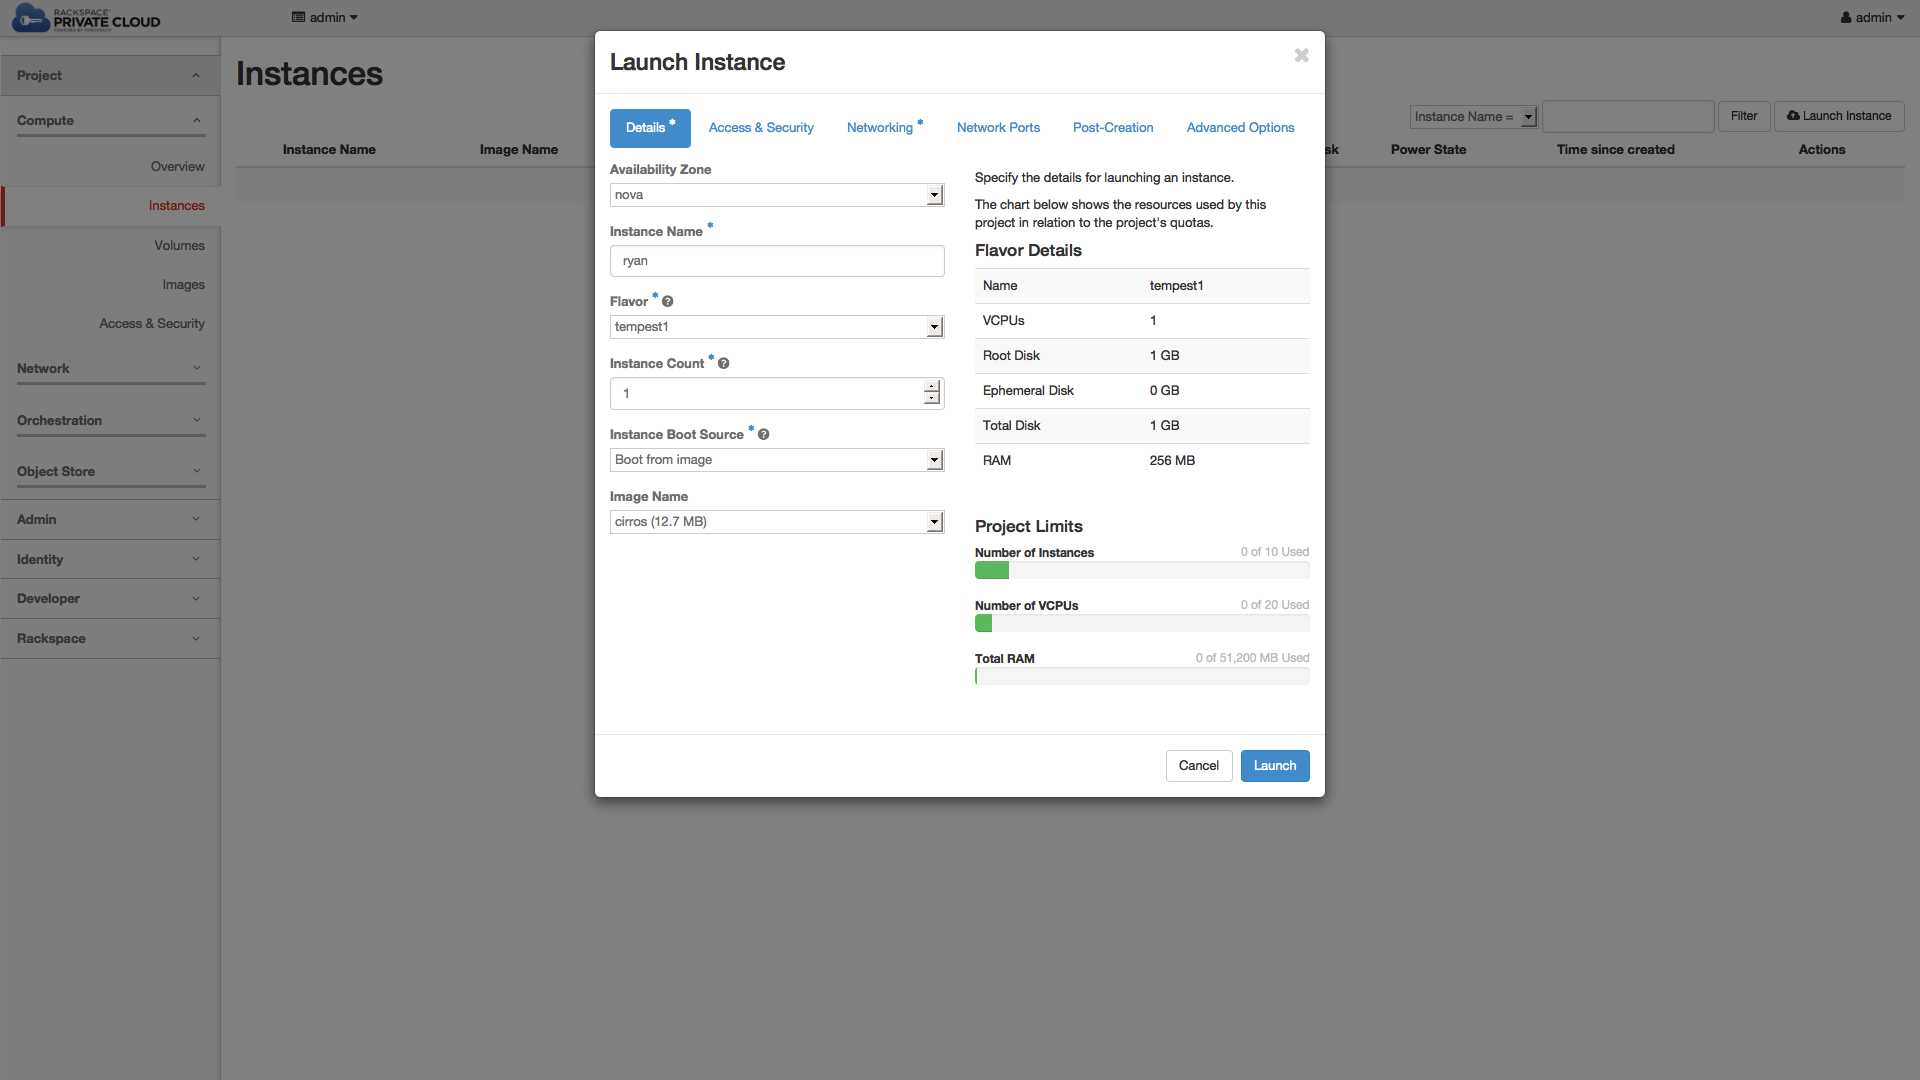 RACKSPACE®
PRIVATE CLOUD
POWERED BY OPENSTACK®
admin
admin
Project
Compute
Overview
Instances
Volumes
Images
Access & Security
Network
Orchestration
Object Store
Admin
Identity
Developer
Rackspace
Instances
Instance Name =
Filter
Launch Instance
Instance Name
Image Name
sk
Power State
Time since created
Actions
Launch Instance
✖
Details *
Access & Security
Networking *
Network Ports
Post-Creation
Advanced Options
Availability Zone
nova
Instance Name *
ryan
Flavor * ?
tempest1
Instance Count * ?
1
Instance Boot Source * ?
Boot from image
Image Name
cirros (12.7 MB)
Specify the details for launching an instance.
The chart below shows the resources used by this
project in relation to the project's quotas.
Flavor Details
Name tempest1
VCPUs 1
Root Disk 1 GB
Ephemeral Disk 0 GB
Total Disk 1 GB
RAM 256 MB
Project Limits
Number of Instances 0 of 10 Used
Number of VCPUs 0 of 20 Used
Total RAM 0 of 51,200 MB Used
Cancel
Launch